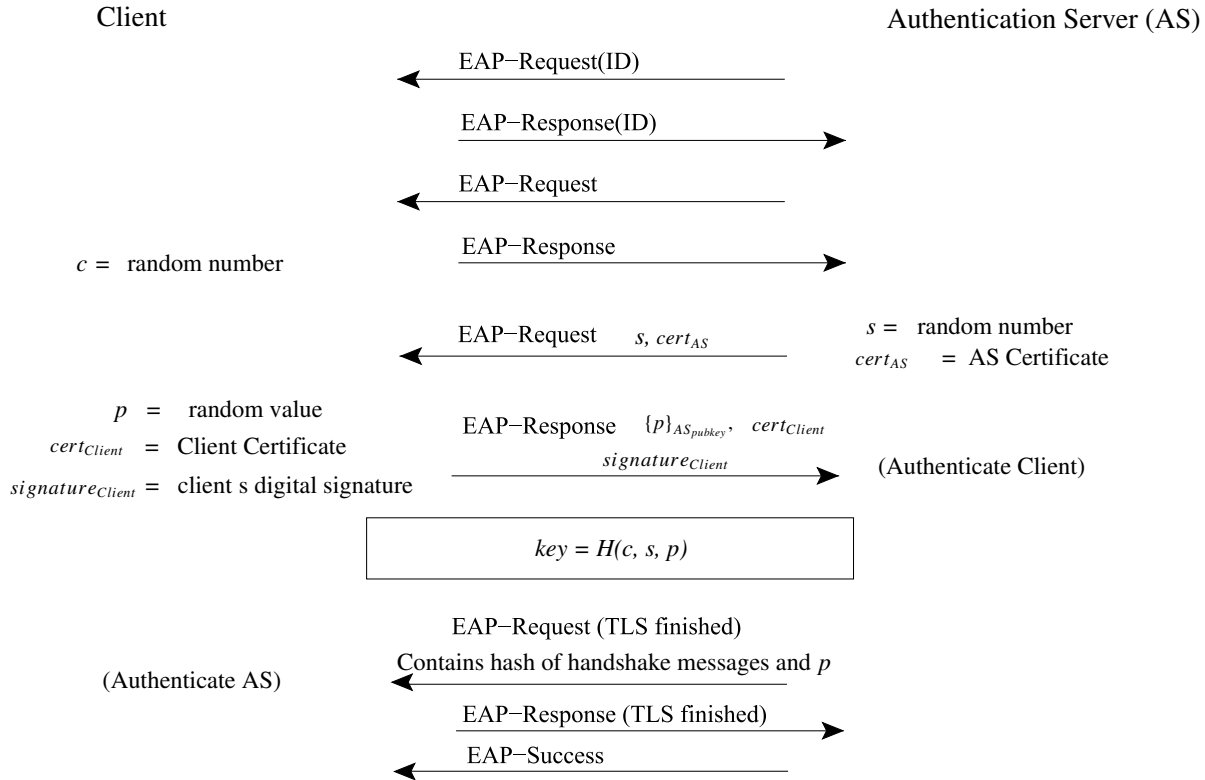 Client Authentication Server (AS)
EAP−Request(ID)
EAP−Response(ID)
EAP−Request
c = random number EAP−Response
EAP−Request s, cert_AS s = random number
cert_AS = AS Certificate
p = random value
EAP−Response {p}_AS_pubkey, cert_Client
cert_Client = Client Certificate
signature_Client (Authenticate Client)
signature_Client = client s digital signature
key = H(c, s, p)
EAP−Request (TLS finished)
Contains hash of handshake messages and p
(Authenticate AS)
EAP−Response (TLS finished)
EAP−Success